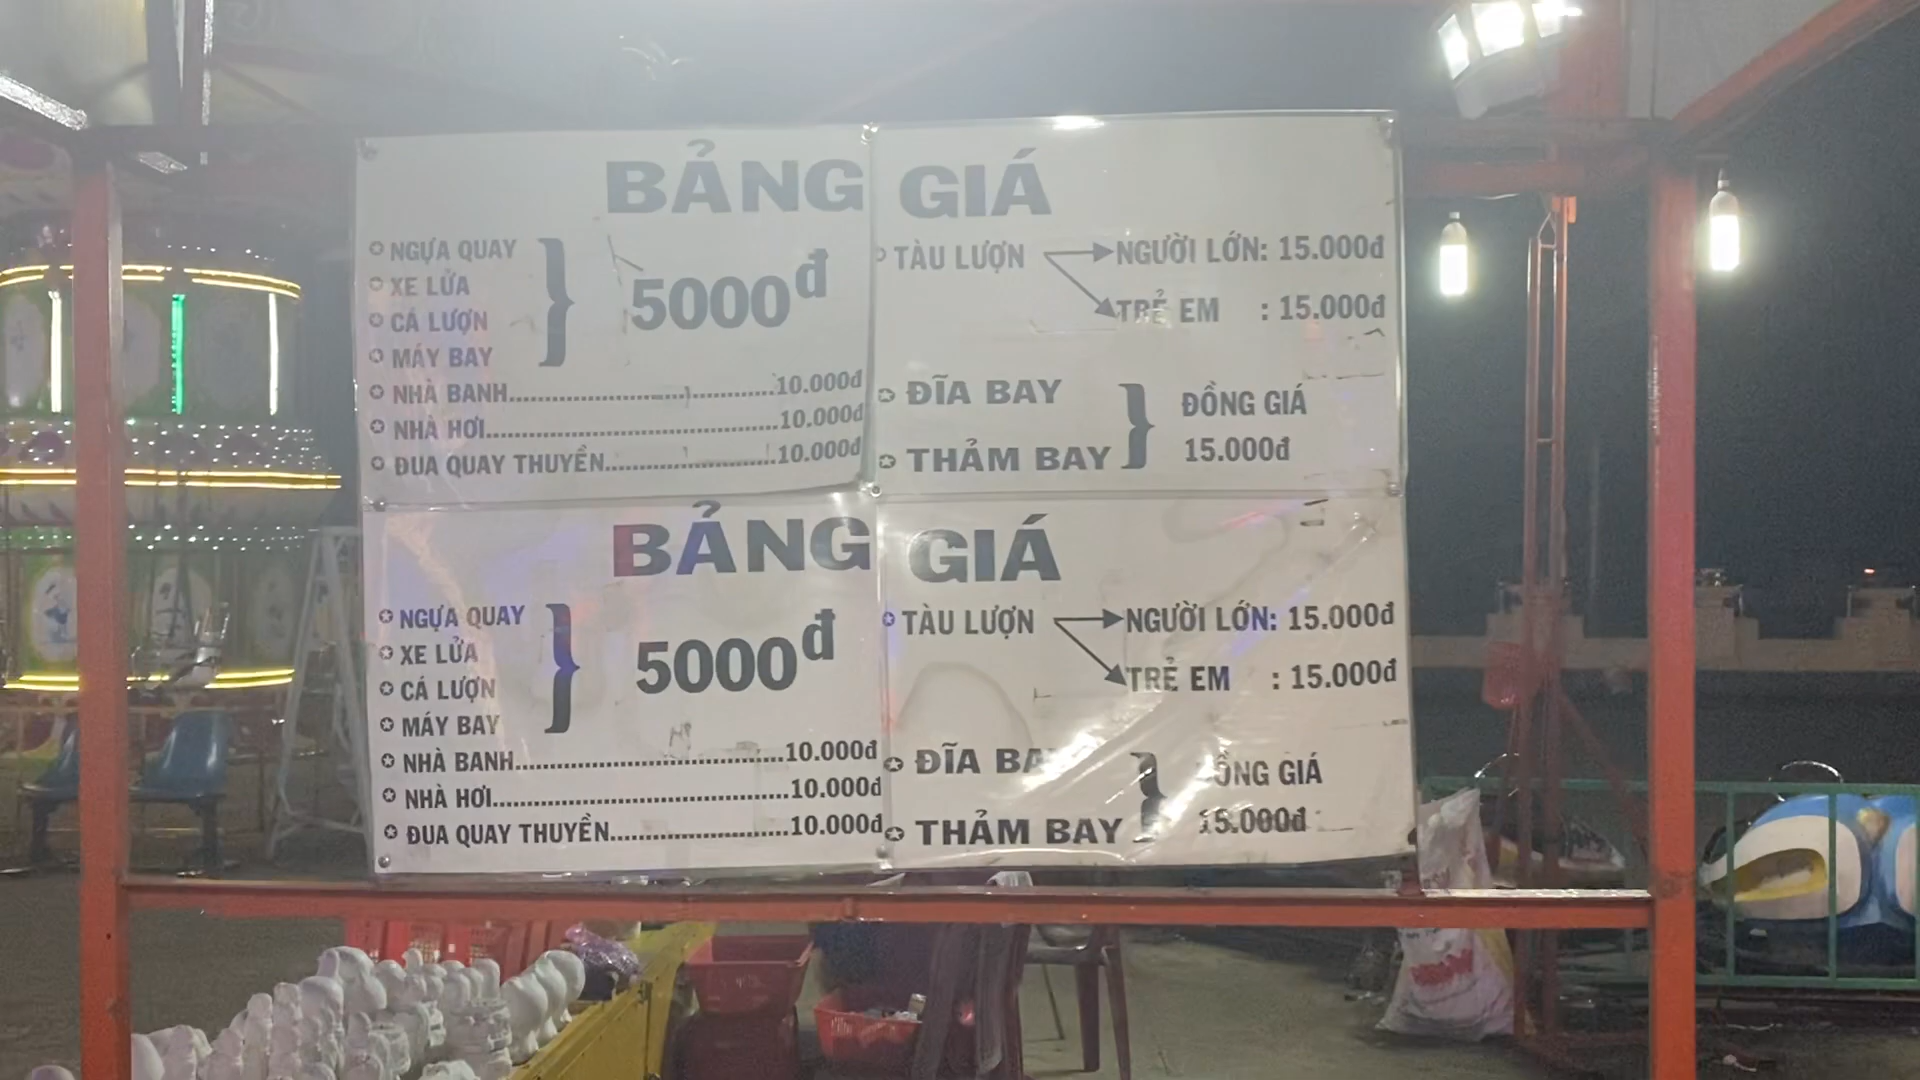 BẢNG GIÁ
NGỰA QUAY
XE LỬA
CÁ LƯỢN
MÁY BAY
5000đ
NHÀ BANH..............................10.000đ
NHÀ HƠI..............................10.000đ
ĐUA QUAY THUYỀN..............................10.000đ
TÀU LƯỢN
NGƯỜI LỚN: 15.000đ
TRẺ EM : 15.000đ
ĐĨA BAY
THẢM BAY
ĐỒNG GIÁ
15.000đ
BẢNG GIÁ
NGỰA QUAY
XE LỬA
CÁ LƯỢN
MÁY BAY
5000đ
NHÀ BANH..............................10.000đ
NHÀ HƠI..............................10.000đ
ĐUA QUAY THUYỀN..............................10.000đ
TÀU LƯỢN
NGƯỜI LỚN: 15.000đ
TRẺ EM : 15.000đ
ĐĨA BAY
THẢM BAY
ĐỒNG GIÁ
15.000đ